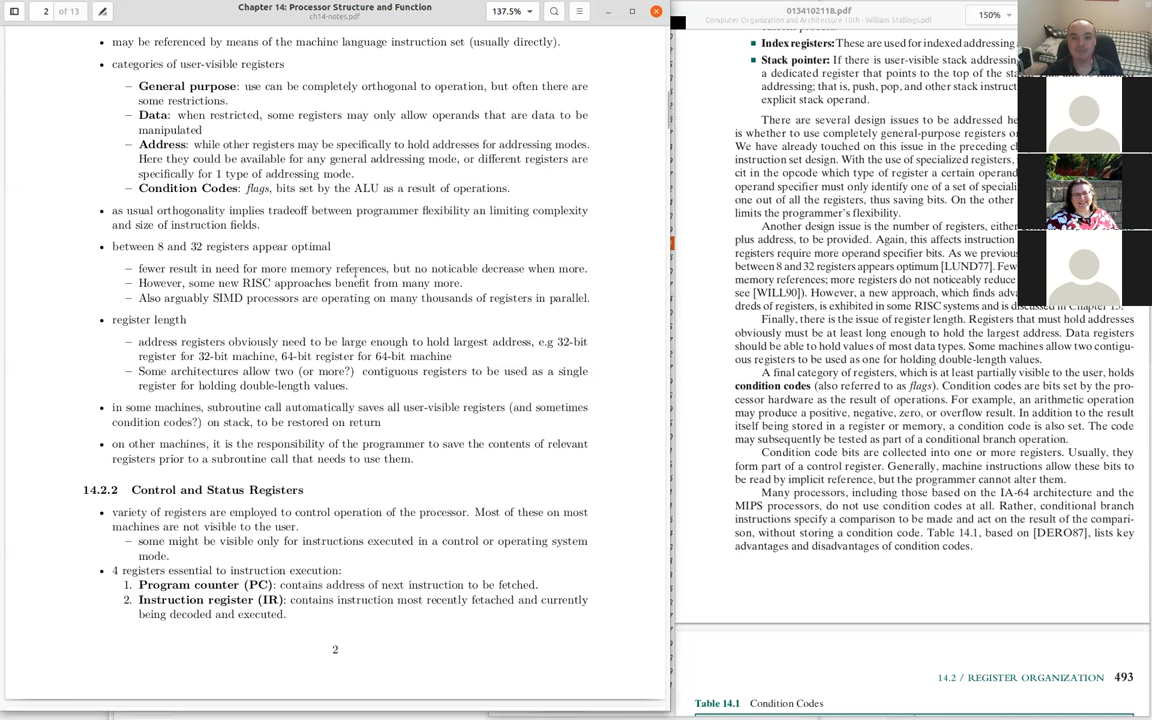 Chapter 14: Processor Structure and Function
ch14-notes.pdf
2 of 13
137.5%
• may be referenced by means of the machine language instruction set (usually directly).
• categories of user-visible registers
– General purpose: use can be completely orthogonal to operation, but often there are
some restrictions.
– Data: when restricted, some registers may only allow operands that are data to be
manipulated
– Address: while other registers may be specifically to hold addresses for addressing modes.
Here they could be available for any general addressing mode, or different registers are
specifically for 1 type of addressing mode.
– Condition Codes: flags, bits set by the ALU as a result of operations.
• as usual orthogonality implies tradeoff between programmer flexibility an limiting complexity
and size of instruction fields.
• between 8 and 32 registers appear optimal
– fewer result in need for more memory references, but no noticable decrease when more.
– However, some new RISC approaches benefit from many more.
– Also arguably SIMD processors are operating on many thousands of registers in parallel.
• register length
– address registers obviously need to be large enough to hold largest address, e.g 32-bit
register for 32-bit machine, 64-bit register for 64-bit machine
– Some architectures allow two (or more?) contiguous registers to be used as a single
register for holding double-length values.
• in some machines, subroutine call automatically saves all user-visible registers (and sometimes
condition codes?) on stack, to be restored on return
• on other machines, it is the responsibility of the programmer to save the contents of relevant
registers prior to a subroutine call that needs to use them.
14.2.2 Control and Status Registers
• variety of registers are employed to control operation of the processor. Most of these on most
machines are not visible to the user.
– some might be visible only for instructions executed in a control or operating system
mode.
• 4 registers essential to instruction execution:
1. Program counter (PC): contains address of next instruction to be fetched.
2. Instruction register (IR): contains instruction most recently fetached and currently
being decoded and executed.
2
0134102118.pdf
Computer Organization and Architecture 10th - William Stallings.pdf
150%
■ Index registers: These are used for indexed addressing
■ Stack pointer: If there is user-visible stack addressing
a dedicated register that points to the top of the
addressing; that is, push, pop, and other stack
explicit stack operand.
There are several design issues to be addressed
is whether to use completely general-purpose registers
We have already touched on this issue in the preceding
instruction set design. With the use of specialized registers,
cit in the opcode which type of register a certain operand
operand specifier must only identify one of a set of
one out of all the registers, thus saving bits. On the other
limits the programmer's flexibility.
Another design issue is the number of registers,
plus address, to be provided. Again, this affects instruction
registers require more operand specifier bits. As we
between 8 and 32 registers appears optimum [LUND77].
memory references; more registers do not noticeably reduce
see [WILL90]). However, a new approach, which finds
dreds of registers, is exhibited in some RISC systems and is discussed in Chapter 15.
Finally, there is the issue of register length. Registers that must hold addresses
obviously must be at least long enough to hold the largest address. Data registers
should be able to hold values of most data types. Some machines allow two contigu-
ous registers to be used as one for holding double-length values.
A final category of registers, which is at least partially visible to the user, holds
condition codes (also referred to as flags). Condition codes are bits set by the pro-
cessor hardware as the result of operations. For example, an arithmetic operation
may produce a positive, negative, zero, or overflow result. In addition to the result
itself being stored in a register or memory, a condition code is also set. The code
may subsequently be tested as part of a conditional branch operation.
Condition code bits are collected into one or more registers. Usually, they
form part of a control register. Generally, machine instructions allow these bits to
be read by implicit reference, but the programmer cannot alter them.
Many processors, including those based on the IA-64 architecture and the
MIPS processors, do not use condition codes at all. Rather, conditional branch
instructions specify a comparison to be made and act on the result of the compari-
son, without storing a condition code. Table 14.1, based on [DERO87], lists key
advantages and disadvantages of condition codes.
14.2 / REGISTER ORGANIZATION 493
Table 14.1 Condition Codes